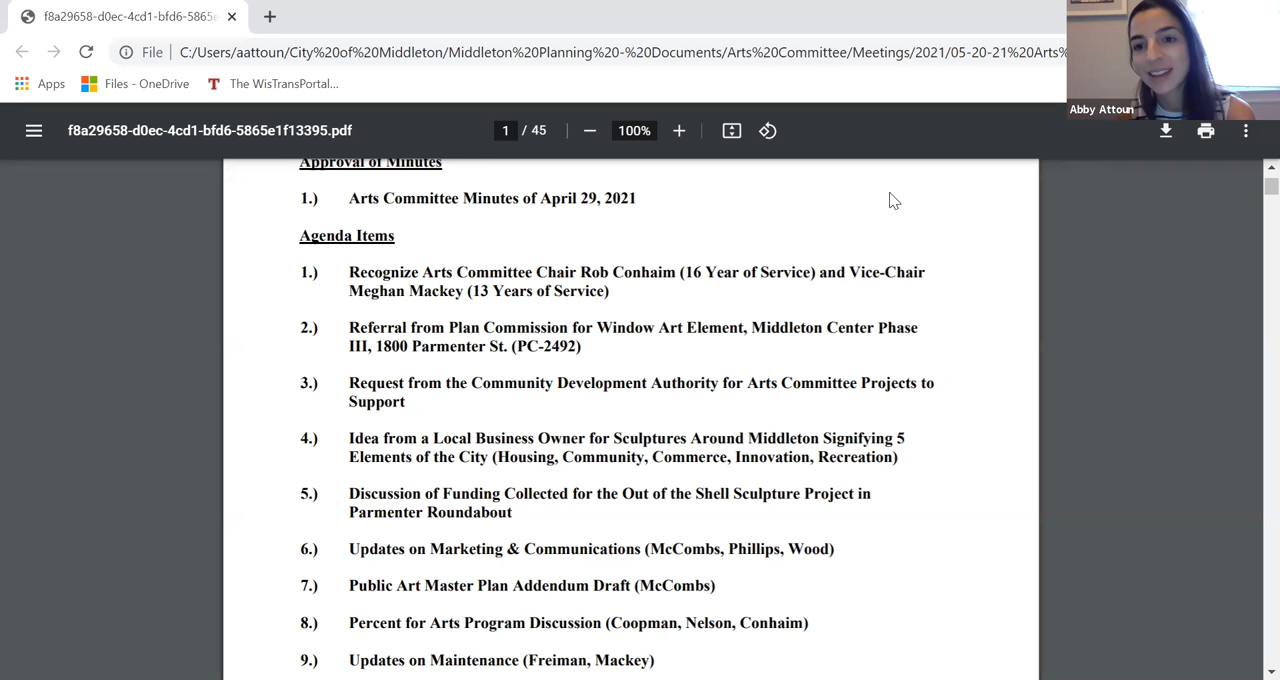 f8a29658-d0ec-4cd1-bfd6-5865e
File
C:/Users/aattoun/City%20of%20Middleton/Middleton%20Planning%20-%20Documents/Arts%20Committee/Meetings/2021/05-20-21%20Arts%
Apps
Files - OneDrive
T
The WisTransPortal...
Abby Attoun
f8a29658-d0ec-4cd1-bfd6-5865e1f13395.pdf
1 / 45
100%
Approval of Minutes
1.) Arts Committee Minutes of April 29, 2021
Agenda Items
1.) Recognize Arts Committee Chair Rob Conhaim (16 Year of Service) and Vice-Chair
Meghan Mackey (13 Years of Service)
2.) Referral from Plan Commission for Window Art Element, Middleton Center Phase
III, 1800 Parmenter St. (PC-2492)
3.) Request from the Community Development Authority for Arts Committee Projects to
Support
4.) Idea from a Local Business Owner for Sculptures Around Middleton Signifying 5
Elements of the City (Housing, Community, Commerce, Innovation, Recreation)
5.) Discussion of Funding Collected for the Out of the Shell Sculpture Project in
Parmenter Roundabout
6.) Updates on Marketing & Communications (McCombs, Phillips, Wood)
7.) Public Art Master Plan Addendum Draft (McCombs)
8.) Percent for Arts Program Discussion (Coopman, Nelson, Conhaim)
9.) Updates on Maintenance (Freiman, Mackey)